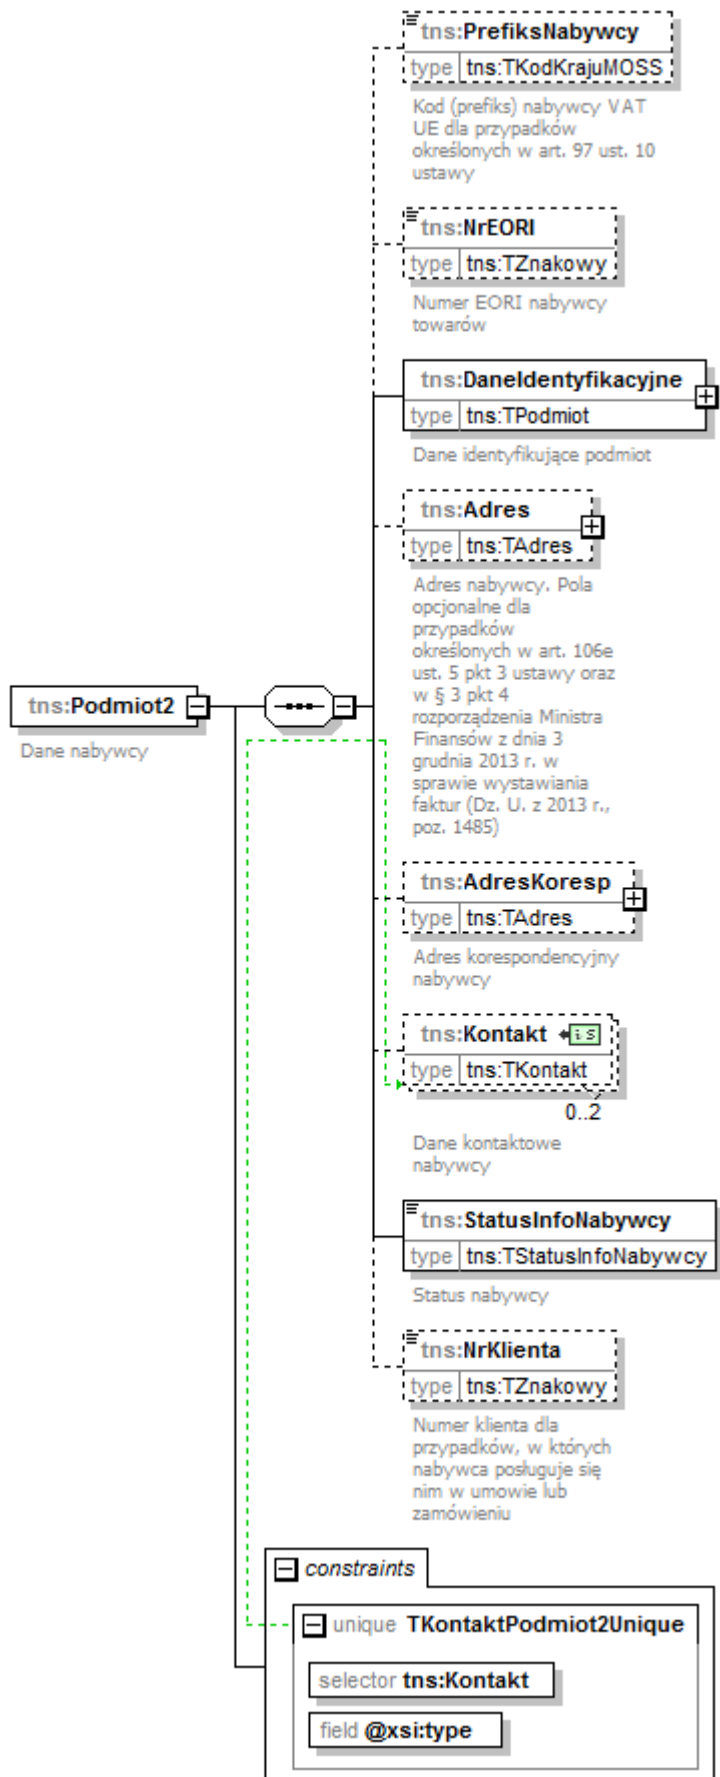 tns:PrefiksNabywcy
type tns:TKodKrajuMOSS
Kod (prefiks) nabywcy VAT
UE dla przypadków
określonych w art. 97 ust. 10
ustawy
tns:NrEORI
type tns:TZnakowy
Numer EORI nabywcy
towarów
tns:DaneIdentyfikacyjne
type tns:TPodmiot
Dane identyfikujące podmiot
tns:Adres
type tns:TAdres
Adres nabywcy. Pola
opcjonalne dla
przypadków
określonych w art. 106e
ust. 5 pkt 3 ustawy oraz
w § 3 pkt 4
rozporządzenia Ministra
Finansów z dnia 3
grudnia 2013 r. w
sprawie wystawiania
faktur (Dz. U. z 2013 r.,
poz. 1485)
tns:Podmiot2
Dane nabywcy
tns:AdresKoresp
type tns:TAdres
Adres korespondencyjny
nabywcy
tns:Kontakt is
type tns:TKontakt
0..2
Dane kontaktowe
nabywcy
tns:StatusInfoNabywcy
type tns:TStatusInfoNabywcy
Status nabywcy
tns:NrKlienta
type tns:TZnakowy
Numer klienta dla
przypadków, w których
nabywca posługuje się
nim w umowie lub
zamówieniu
constraints
unique TKontaktPodmiot2Unique
selector tns:Kontakt
field @xsi:type